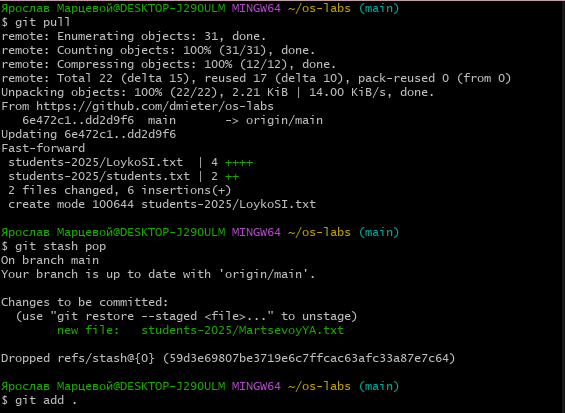 Ярослав Марцевой@DESKTOP-J29OULM MINGW64 ~/os-labs (main)
$ git pull
remote: Enumerating objects: 31, done.
remote: Counting objects: 100% (31/31), done.
remote: Compressing objects: 100% (12/12), done.
remote: Total 22 (delta 15), reused 17 (delta 10), pack-reused 0 (from 0)
Unpacking objects: 100% (22/22), 2.21 KiB | 14.00 KiB/s, done.
From https://github.com/dmieter/os-labs
   6e472c1..dd2d9f6  main       -> origin/main
Updating 6e472c1..dd2d9f6
Fast-forward
 students-2025/LoykoSI.txt  | 4 ++++
 students-2025/students.txt | 2 ++
 2 files changed, 6 insertions(+)
 create mode 100644 students-2025/LoykoSI.txt
Ярослав Марцевой@DESKTOP-J29OULM MINGW64 ~/os-labs (main)
$ git stash pop
On branch main
Your branch is up to date with 'origin/main'.
Changes to be committed:
  (use "git restore --staged <file>..." to unstage)
        new file:   students-2025/MartsevoyYA.txt
Dropped refs/stash@{0} (59d3e69807be3719e6c7ffcac63afc33a87e7c64)
Ярослав Марцевой@DESKTOP-J29OULM MINGW64 ~/os-labs (main)
$ git add .